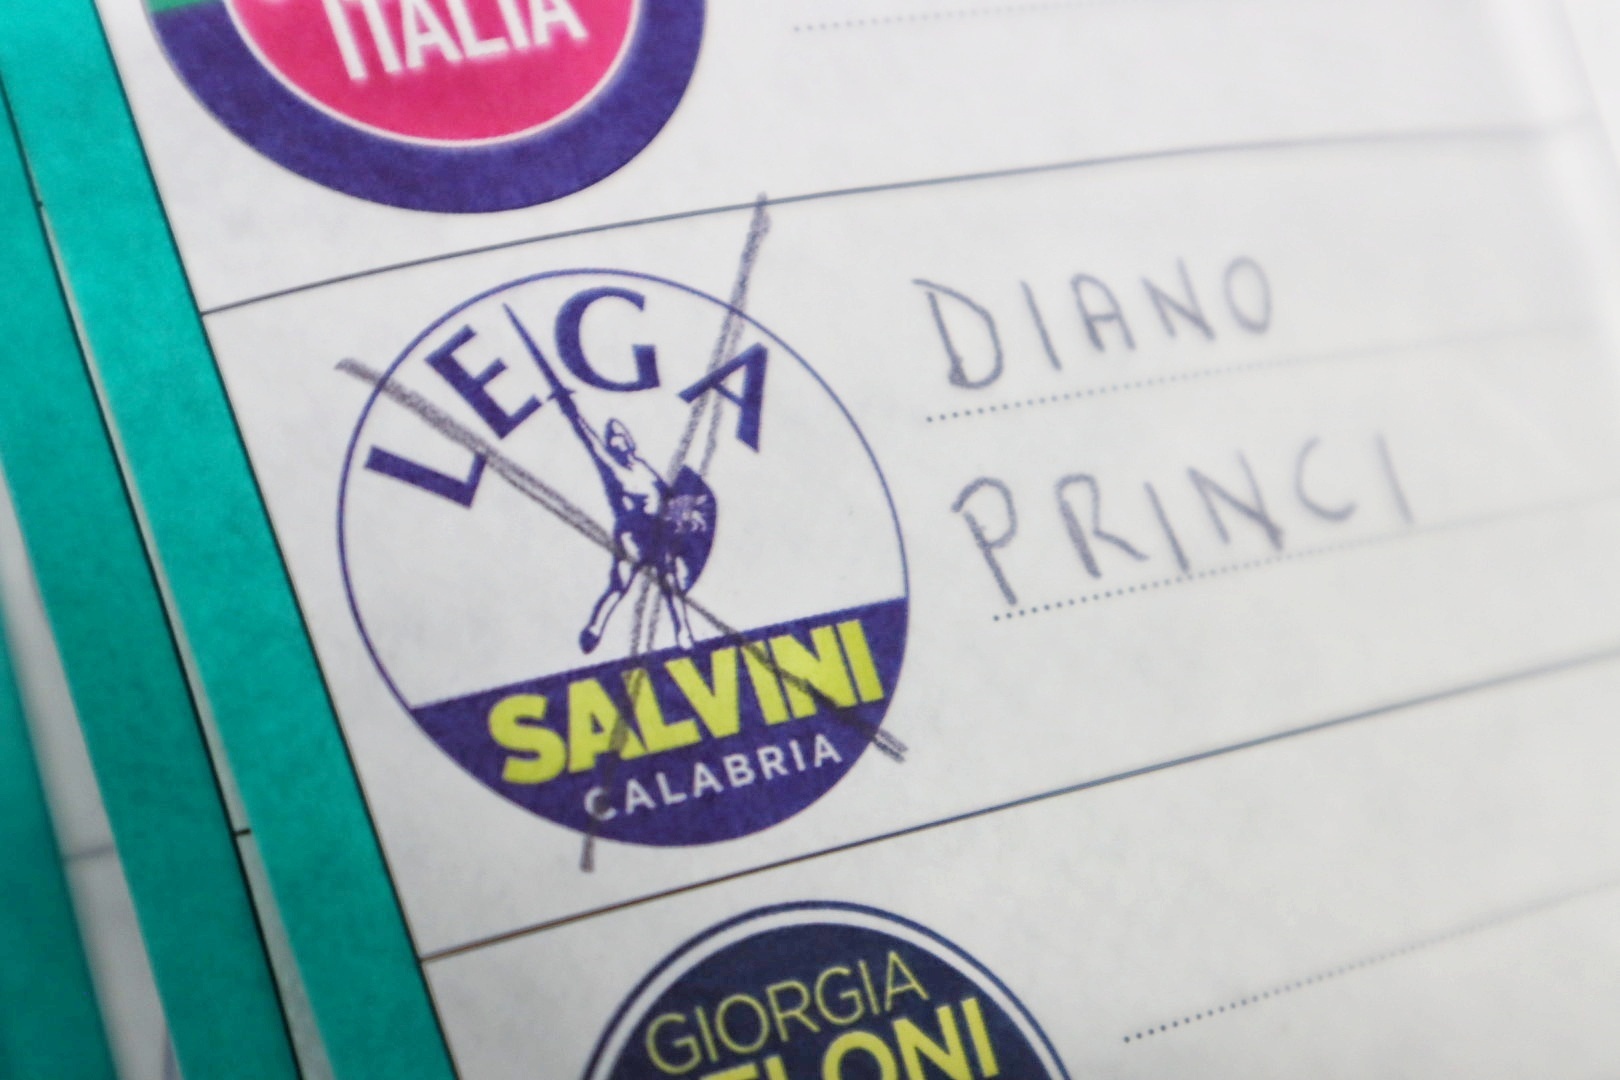 ITALIA
LEGA
SALVINI
CALABRIA
DIANO
PRINCI
GIORGIA